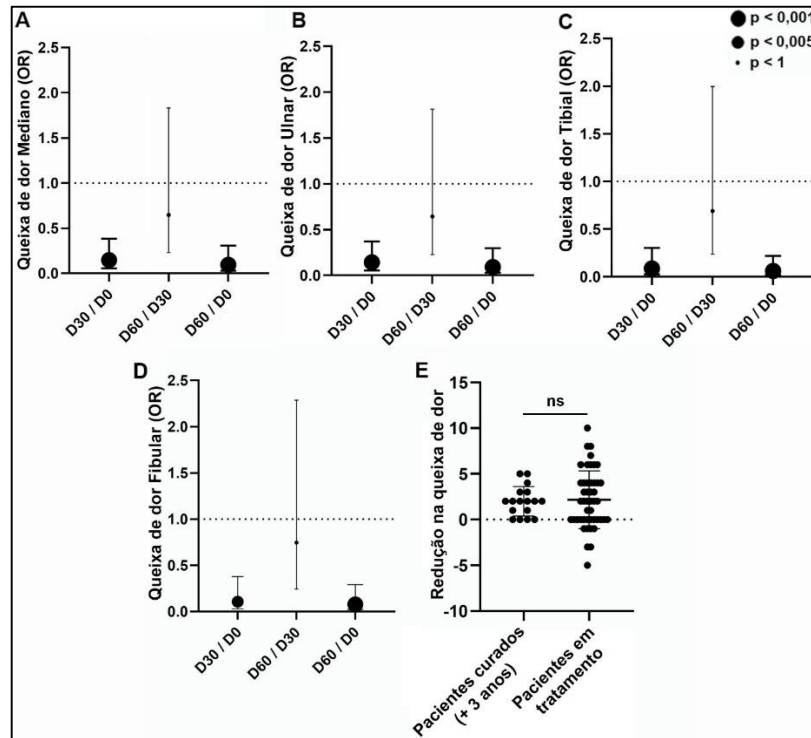 A
Queixa de dor Mediano (OR)
2.5
2.0
1.5
1.0
0.5
0.0
D30 / D0
D60 / D30
D60 / D0
B
Queixa de dor Ulnar (OR)
2.5
2.0
1.5
1.0
0.5
0.0
D30 / D0
D60 / D30
D60 / D0
C
Queixa de dor Tibial (OR)
2.5
2.0
1.5
1.0
0.5
0.0
D30 / D0
D60 / D30
D60 / D0
p < 0,001
p < 0,005
p < 1
D
Queixa de dor Fibular (OR)
2.5
2.0
1.5
1.0
0.5
0.0
D30 / D0
D60 / D30
D60 / D0
E
Redução na queixa de dor
15
10
5
0
-5
-10
ns
Pacientes curados
(+ 3 anos)
Pacientes em
tratamento